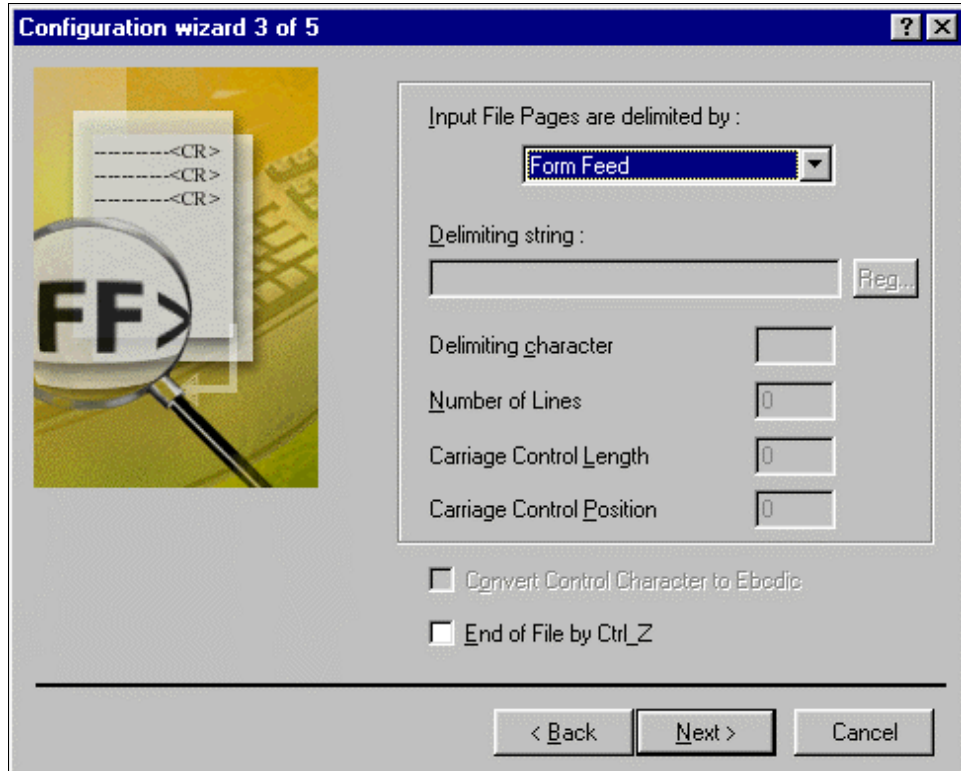 Configuration wizard 3 of 5
----------<CR>
----------<CR>
----------<CR>
FF>
Input File Pages are delimited by :
Form Feed
Delimiting string :
Reg...
Delimiting character
Number of Lines 0
Carriage Control Length 0
Carriage Control Position 0
Convert Control Character to Ebcdic
End of File by Ctrl_Z
< Back Next > Cancel